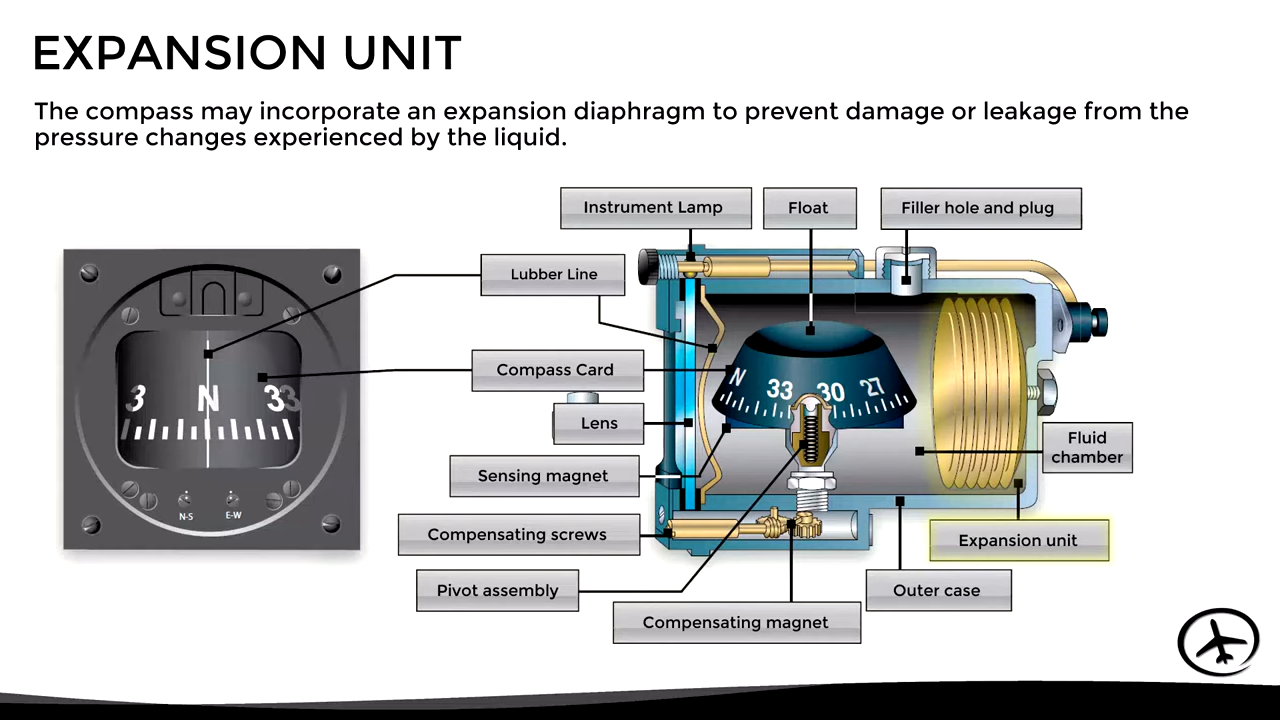 EXPANSION UNIT
The compass may incorporate an expansion diaphragm to prevent damage or leakage from the
pressure changes experienced by the liquid.
Instrument Lamp
Float
Filler hole and plug
Lubber Line
Compass Card
Lens
Sensing magnet
Compensating screws
Pivot assembly
Compensating magnet
Outer case
Expansion unit
Fluid
chamber
3 N 33
N-S E-W
N 33 30 27